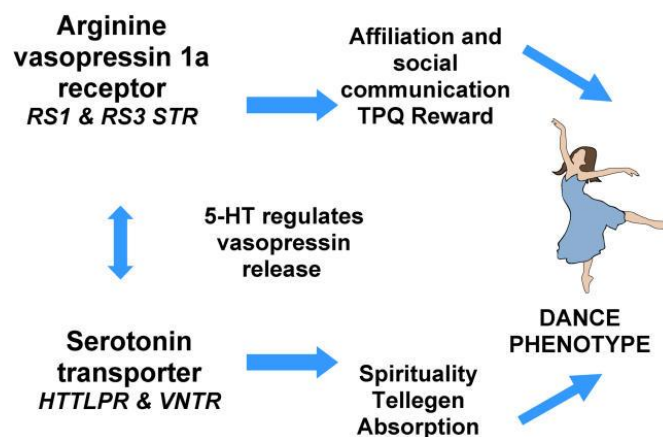 Arginine
vasopressin 1a
receptor
RS1 & RS3 STR
Affiliation and
social
communication
TPQ Reward
5-HT regulates
vasopressin
release
Serotonin
transporter
HTTLPR & VNTR
Spirituality
Tellegen
Absorption
DANCE
PHENOTYPE